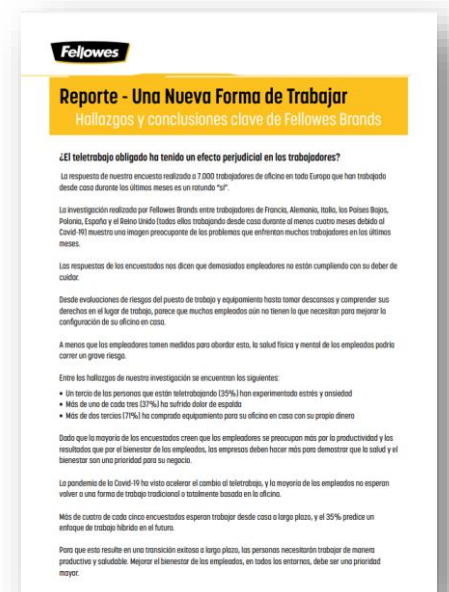 Fellowes
Reporte - Una Nueva Forma de Trabajar
Hallazgos y conclusiones clave de Fellowes Brands
¿El teletrabajo obligado ha tenido un efecto perjudicial en los trabajadores?
La respuesta de nuestra encuesta realizada a 7.000 trabajadores de oficina en toda Europa que han trabajado
desde casa durante los últimos meses es un rotundo "sí".
La investigación realizada por Fellowes Brands entre trabajadores de Francia, Alemania, Italia, los Países Bajos,
Polonia, España y el Reino Unido (todos ellos trabajando desde casa durante al menos cuatro meses debido al
Covid-19) muestra una imagen preocupante de los problemas que enfrentan muchos trabajadores en los últimos
meses.
Las respuestas de los encuestados nos dicen que demasiados empleadores no están cumpliendo con su deber de
cuidar.
Desde evaluaciones de riesgos del puesto de trabajo y equipamiento hasta tomar descansos y comprender sus
derechos en el lugar de trabajo, parece que muchos empleados aún no tienen lo que necesitan para mejorar la
configuración de su oficina en casa.
A menos que los empleadores tomen medidas para abordar esto, la salud física y mental de los empleados podría
correr un grave riesgo.
Entre los hallazgos de nuestra investigación se encuentran los siguientes:
• Un tercio de las personas que están teletrabajando (35%) han experimentado estrés y ansiedad
• Más de uno de cada tres (37%) ha sufrido dolor de espalda
• Más de dos tercios (71%) ha comprado equipamiento para su oficina en casa con su propio dinero
Dado que la mayoría de los encuestados creen que los empleadores se preocupan más por la productividad y los
resultados que por el bienestar de los empleados, las empresas deben hacer más para demostrar que la salud y el
bienestar son una prioridad para su negocio.
La pandemia de la Covid-19 ha visto acelerar el cambio al teletrabajo, y la mayoría de los empleados no esperan
volver a una forma de trabajo tradicional o totalmente basada en la oficina.
Más de cuatro de cada cinco encuestados esperan trabajar desde casa a largo plazo, y el 35% predice un
enfoque de trabajo híbrido en el futuro.
Para que esto resulte en una transición exitosa a largo plazo, las personas necesitarán trabajar de manera
productiva y saludable. Mejorar el bienestar de los empleados, en todos los entornos, debe ser una prioridad
mayor.